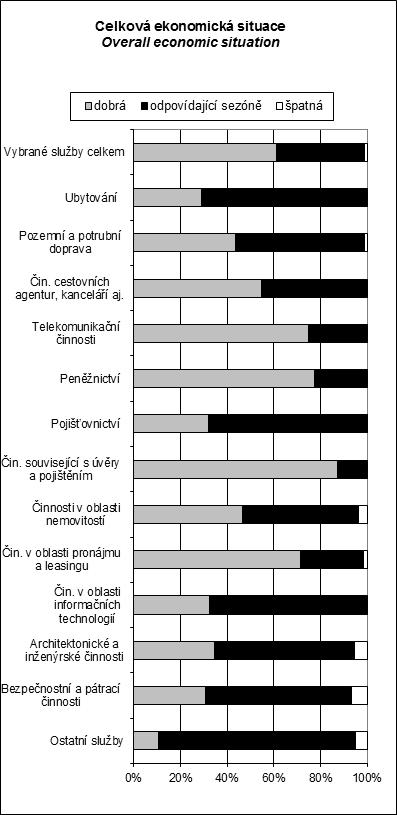 Celková ekonomická situace
Overall economic situation
dobrá odpovídající sezóně špatná
Vybrané služby celkem
Ubytování
Pozemní a potrubní
doprava
Čin. cestovních
agentur, kanceláří aj.
Telekomunikační
činnosti
Peněžnictví
Pojišťovnictví
Čin. související s úvěry
a pojištěním
Činnosti v oblasti
nemovitostí
Čin. v oblasti pronájmu
a leasingu
Čin. v oblasti
informačních
technologií
Architektonické a
inženýrské činnosti
Bezpečnostní a pátrací
činnosti
Ostatní služby
0% 20% 40% 60% 80% 100%